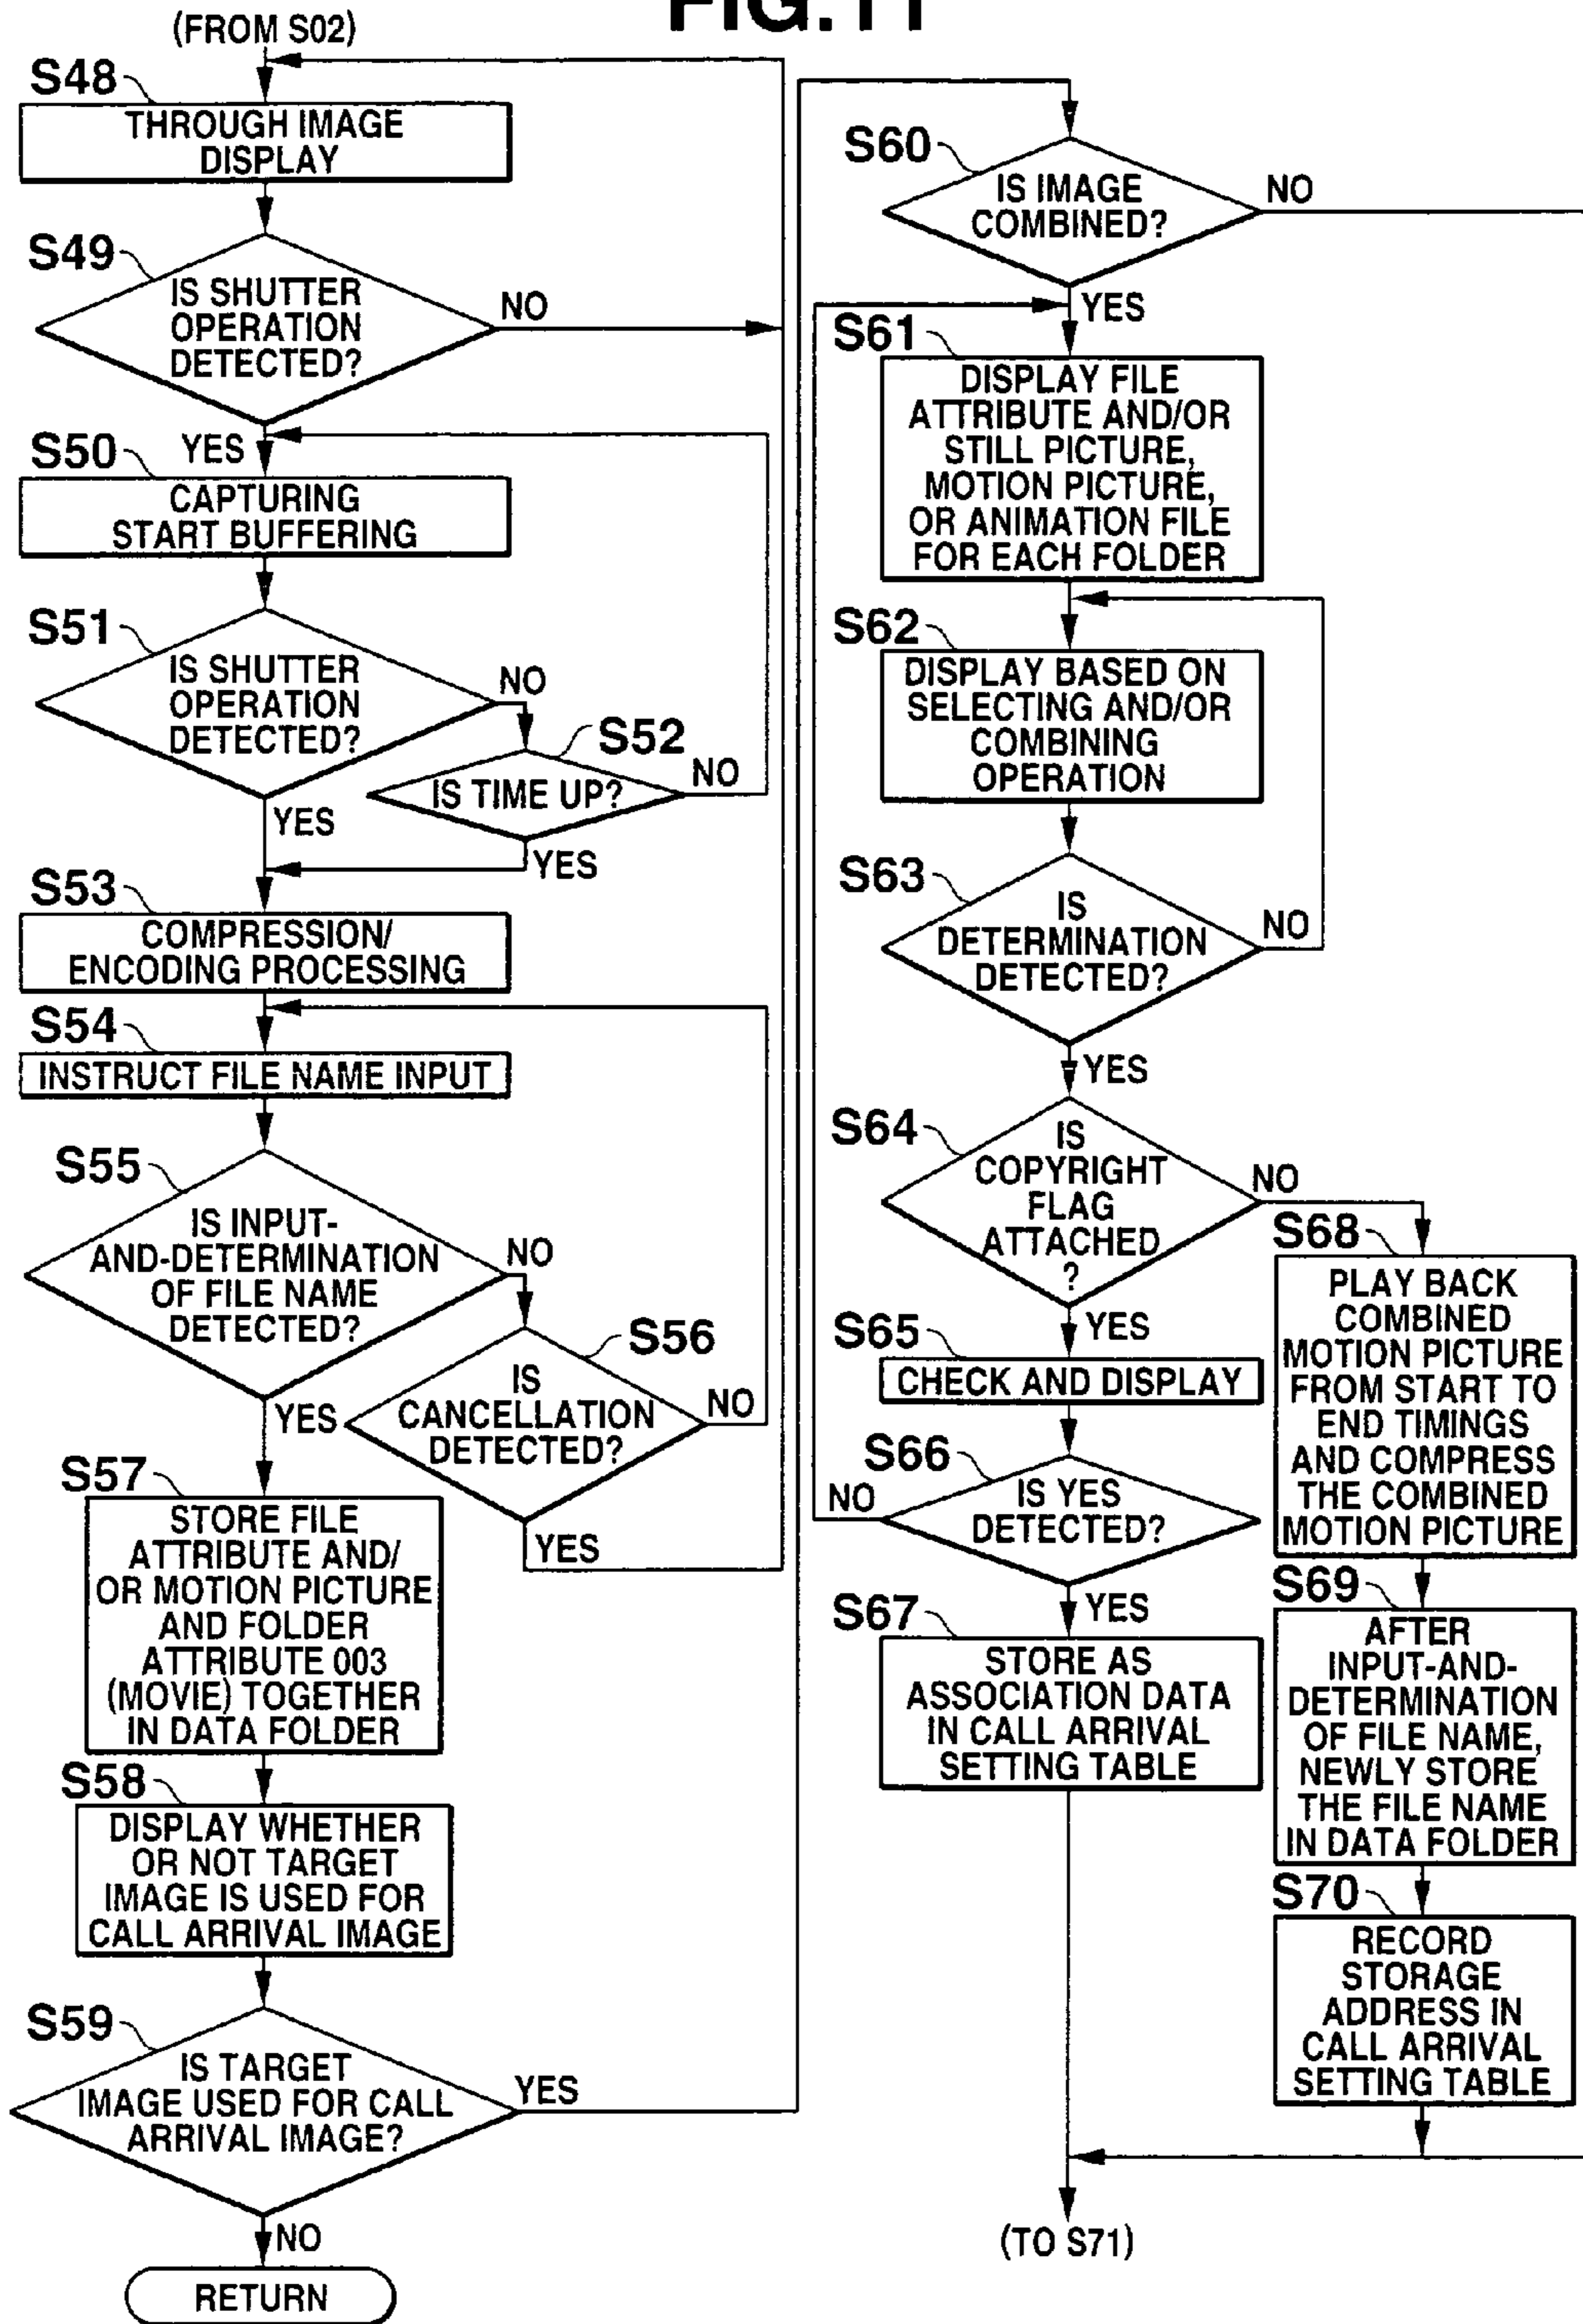 FIG. 11
(FROM S02)
S48
THROUGH IMAGE
DISPLAY
S49
IS SHUTTER
OPERATION
DETECTED?
NO
YES
S50
CAPTURING
START BUFFERING
S51
IS SHUTTER
OPERATION
DETECTED?
NO
S52
IS TIME UP?
NO
YES
YES
S53
COMPRESSION/
ENCODING PROCESSING
S54
INSTRUCT FILE NAME INPUT
S55
IS INPUT-
AND-DETERMINATION
OF FILE NAME
DETECTED?
NO
YES
S56
IS
CANCELLATION
DETECTED?
NO
YES
S57
STORE FILE
ATTRIBUTE AND/
OR MOTION PICTURE
AND FOLDER
ATTRIBUTE 003
(MOVIE) TOGETHER
IN DATA FOLDER
S58
DISPLAY WHETHER
OR NOT TARGET
IMAGE IS USED FOR
CALL ARRIVAL IMAGE
S59
IS TARGET
IMAGE USED FOR CALL
ARRIVAL IMAGE?
YES
NO
RETURN
S60
IS IMAGE
COMBINED?
NO
YES
S61
DISPLAY FILE
ATTRIBUTE AND/OR
STILL PICTURE,
MOTION PICTURE,
OR ANIMATION FILE
FOR EACH FOLDER
S62
DISPLAY BASED ON
SELECTING AND/OR
COMBINING
OPERATION
S63
IS
DETERMINATION
DETECTED?
NO
YES
S64
IS
COPYRIGHT
FLAG
ATTACHED
?
NO
YES
S65
CHECK AND DISPLAY
S66
IS YES
DETECTED?
NO
YES
S67
STORE AS
ASSOCIATION DATA
IN CALL ARRIVAL
SETTING TABLE
S68
PLAY BACK
COMBINED
MOTION PICTURE
FROM START TO
END TIMINGS
AND COMPRESS
THE COMBINED
MOTION PICTURE
S69
AFTER
INPUT-AND-
DETERMINATION
OF FILE NAME,
NEWLY STORE
THE FILE NAME
IN DATA FOLDER
S70
RECORD
STORAGE
ADDRESS IN
CALL ARRIVAL
SETTING TABLE
(TO S71)